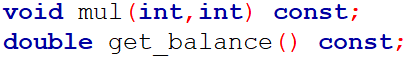 void mul(int,int) const;
double get_balance() const;